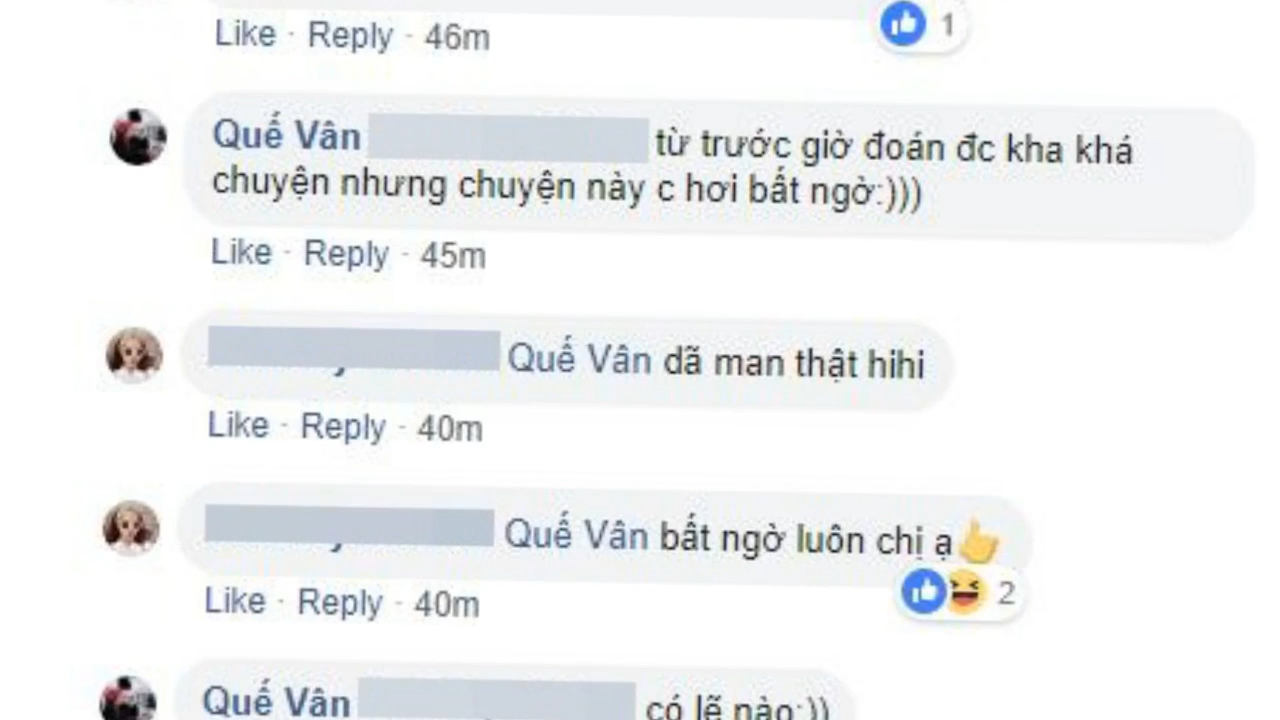 Like · Reply · 46m
1
Quế Vân từ trước giờ đoán đc kha khá
chuyện nhưng chuyện này c hơi bất ngờ:)))
Like · Reply · 45m
Quế Vân dã man thật hihi
Like · Reply · 40m
Quế Vân bất ngờ luôn chị ạ👆
2
Like · Reply · 40m
Quế Vân có lẽ nào:))